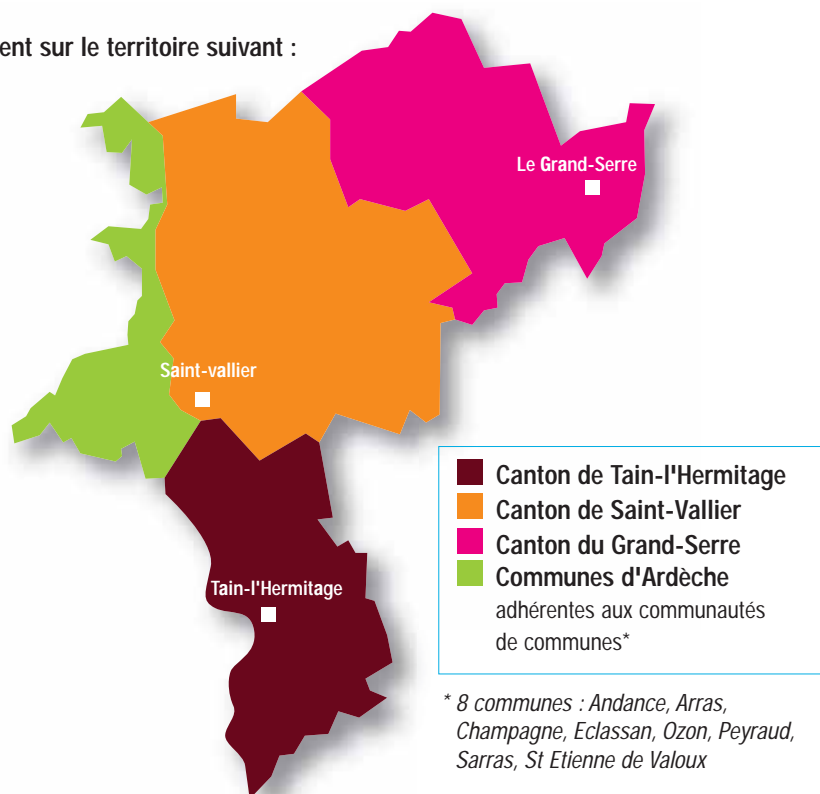 ent sur le territoire suivant :
Le Grand-Serre
Saint-vallier
Tain-l'Hermitage
Canton de Tain-l'Hermitage
Canton de Saint-Vallier
Canton du Grand-Serre
Communes d'Ardèche
adhérentes aux communautés
de communes*
* 8 communes : Andance, Arras,
Champagne, Eclassan, Ozon, Peyraud,
Sarras, St Etienne de Valoux